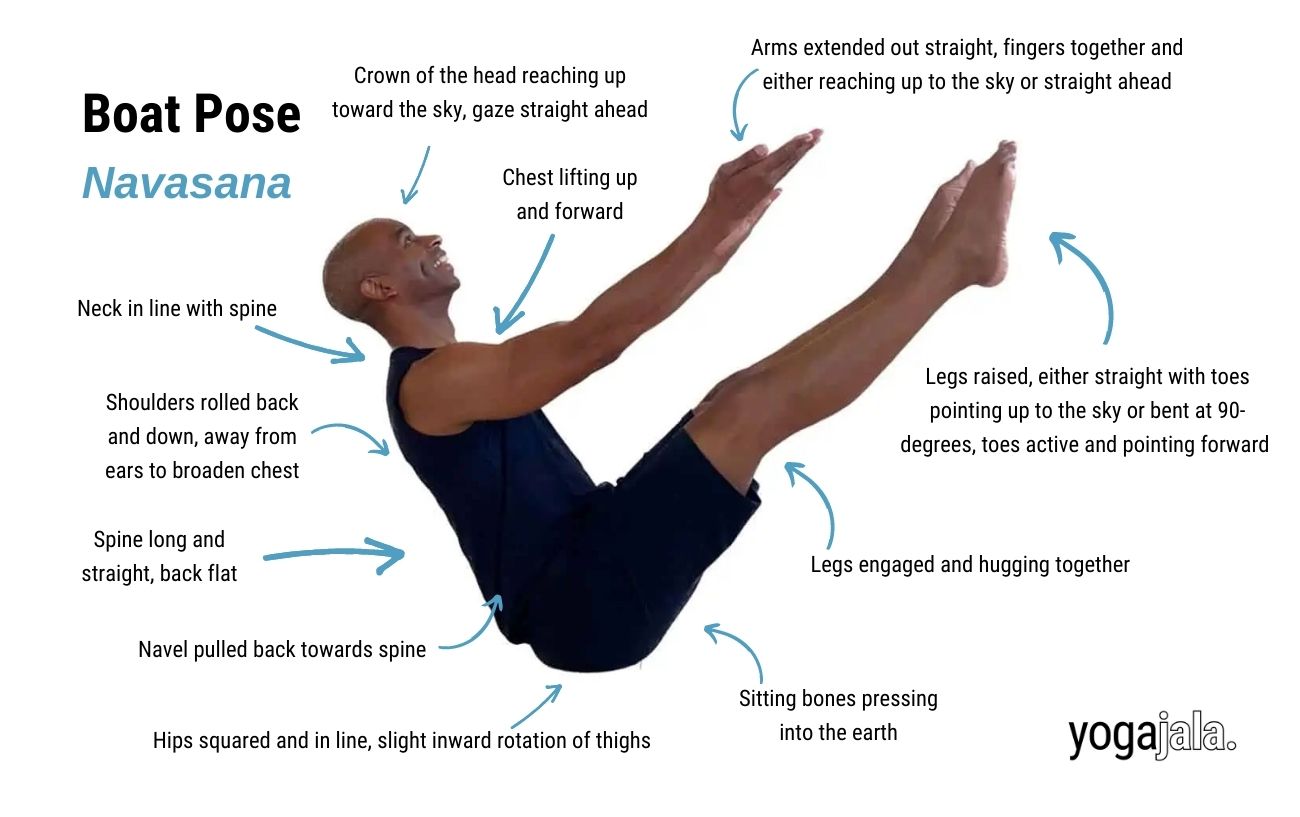 Boat Pose
Navasana
Crown of the head reaching up
toward the sky, gaze straight ahead
Arms extended out straight, fingers together and
either reaching up to the sky or straight ahead
Chest lifting up
and forward
Neck in line with spine
Shoulders rolled back
and down, away from
ears to broaden chest
Legs raised, either straight with toes
pointing up to the sky or bent at 90-
degrees, toes active and pointing forward
Spine long and
straight, back flat
Legs engaged and hugging together
Navel pulled back towards spine
Sitting bones pressing
into the earth
Hips squared and in line, slight inward rotation of thighs
yogajala.